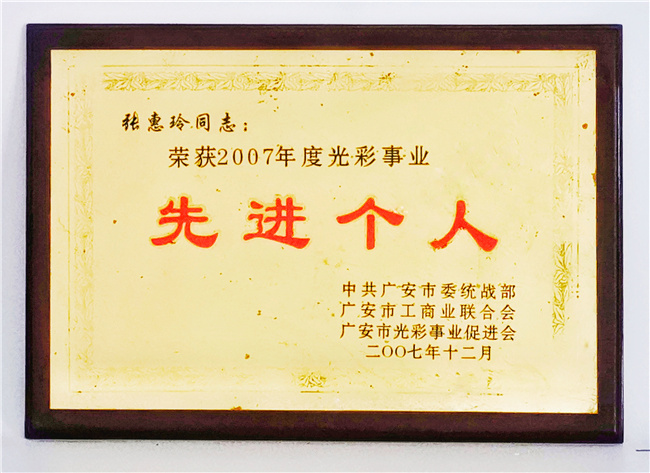 张惠玲同志：
荣获2007年度光彩事业
先进个人
中共广安市委统战部
广安市工商业联合会
广安市光彩事业促进会
二〇〇七年十二月